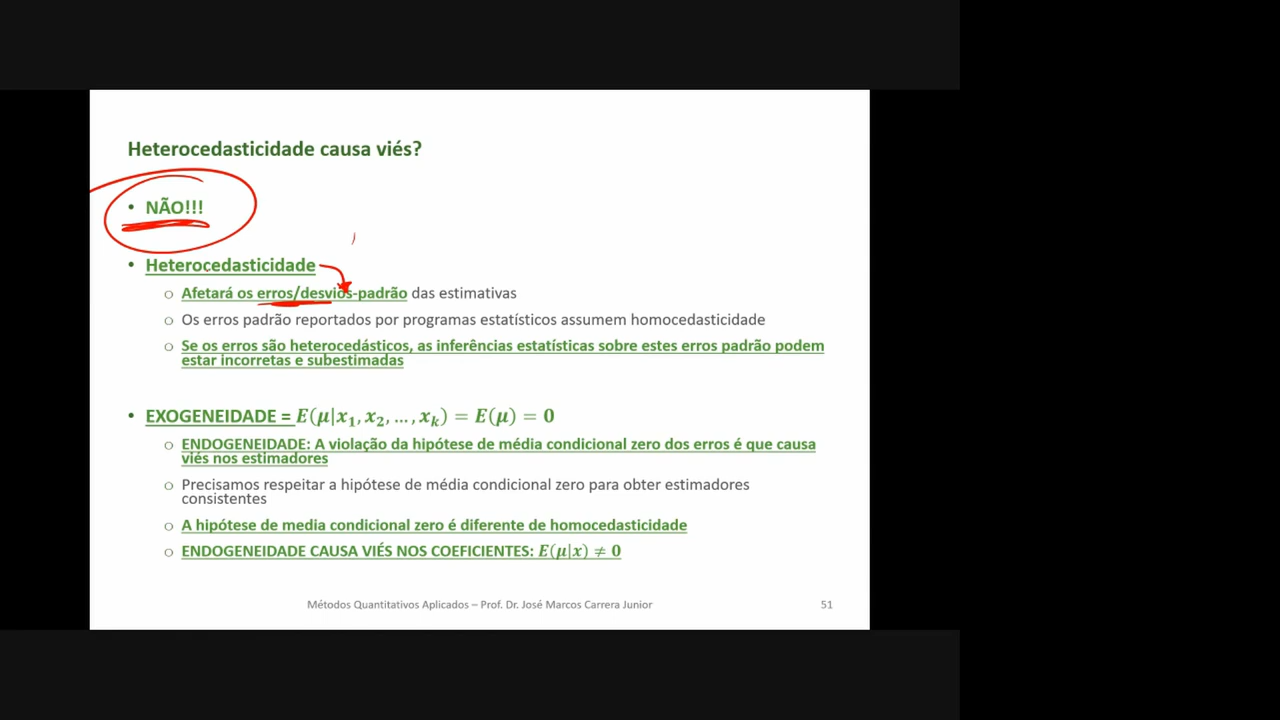 Heterocedasticidade causa viés?
• NÃO!!!
• Heterocedasticidade
○ Afetará os erros/desvios-padrão das estimativas
○ Os erros padrão reportados por programas estatísticos assumem homocedasticidade
○ Se os erros são heterocedásticos, as inferências estatísticas sobre estes erros padrão podem
estar incorretas e subestimadas
• EXOGENEIDADE = E(μ|x₁, x₂, ..., xₖ) = E(μ) = 0
○ ENDOGENEIDADE: A violação da hipótese de média condicional zero dos erros é que causa
viés nos estimadores
○ Precisamos respeitar a hipótese de média condicional zero para obter estimadores
consistentes
○ A hipótese de media condicional zero é diferente de homocedasticidade
○ ENDOGENEIDADE CAUSA VIÉS NOS COEFICIENTES: E(μ|x) ≠ 0
Métodos Quantitativos Aplicados – Prof. Dr. José Marcos Carrera Junior 51